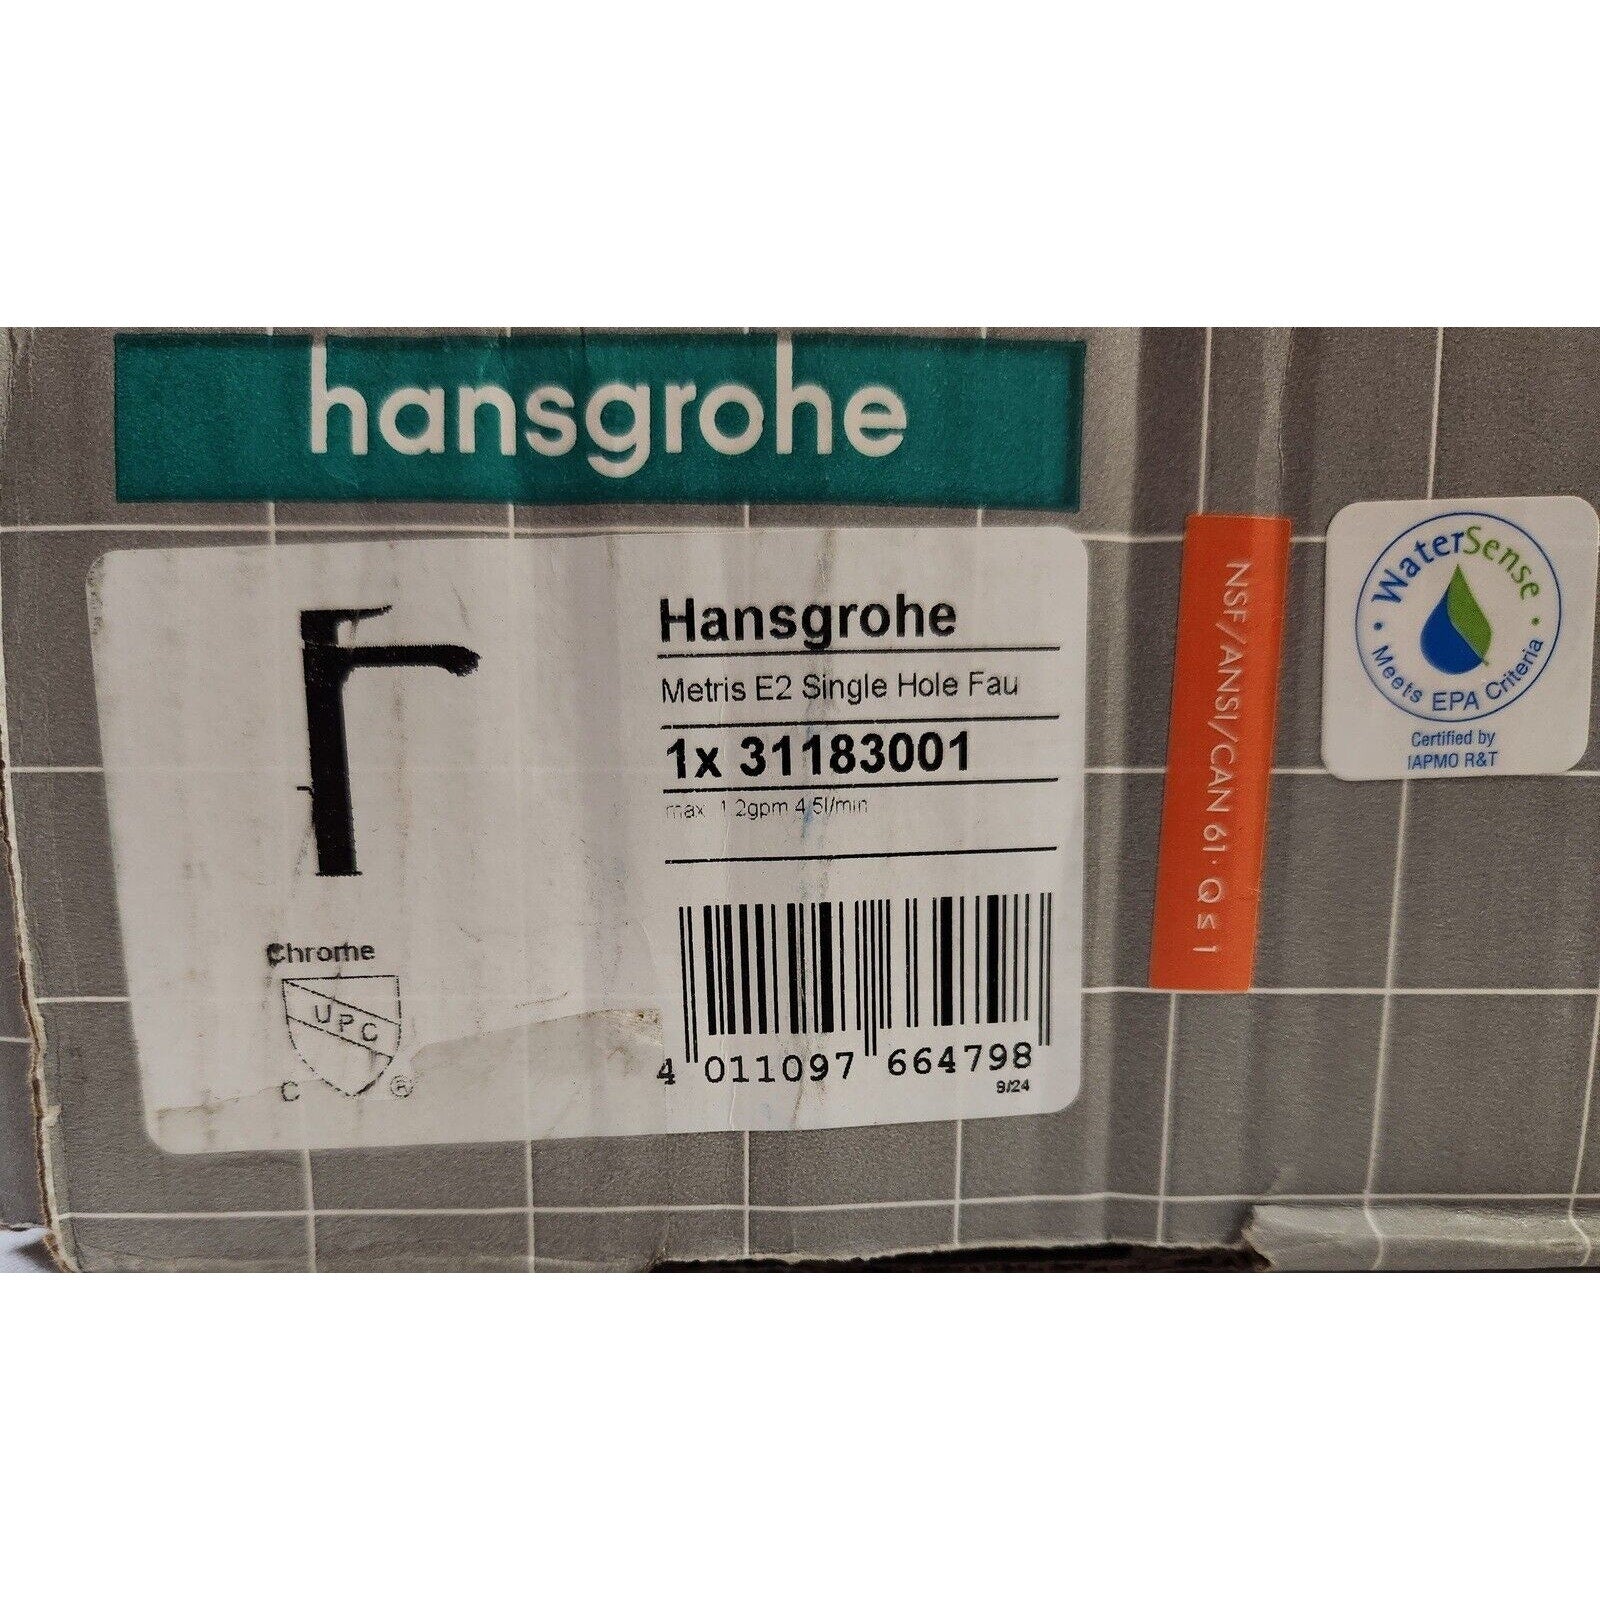 hansgrohe
Hansgrohe
Metris E2 Single Hole Fau
1x 31183001
max. 1.2gpm 4,5l/min
Chrome
UPC
C ®
4 011097 664798
9/24
NSF/ANSI/CAN 61 · Q ≤ 1
WaterSense
Meets EPA Criteria
Certified by
IAPMO R&T